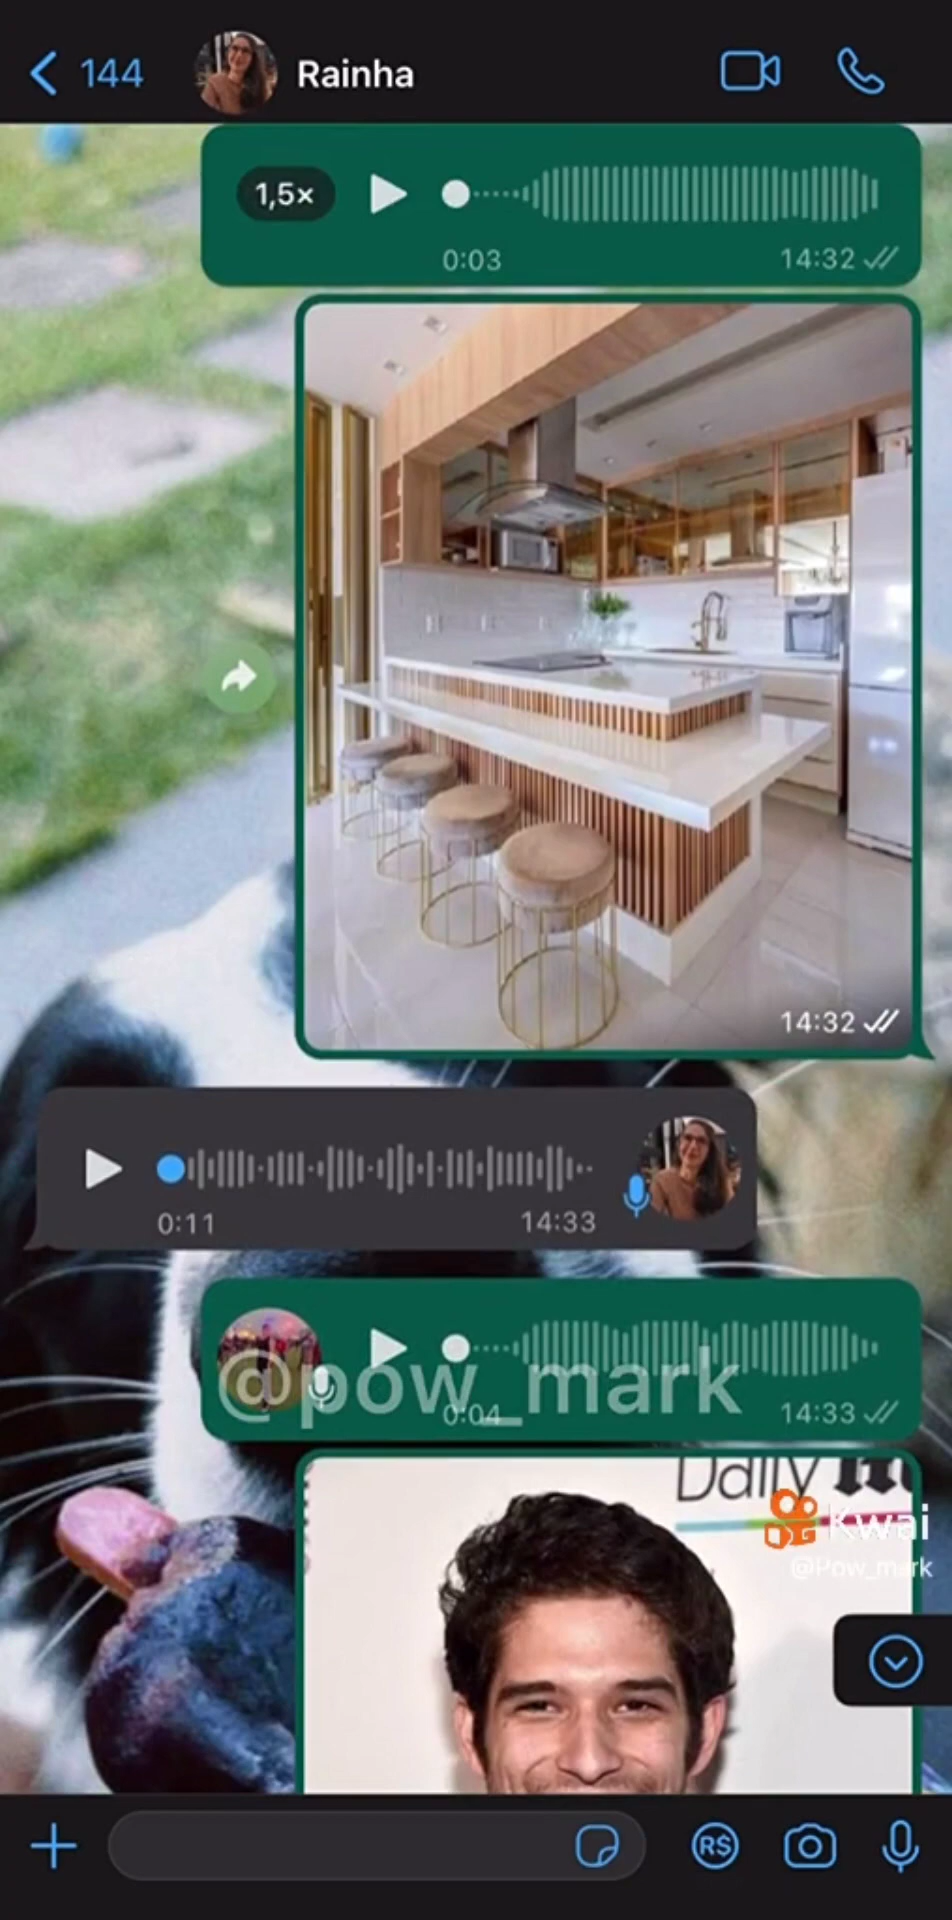 144 Rainha
1,5×
0:03 14:32
14:32
0:11 14:33
@pow_mark
0:04 14:33
Daily
Kwai
@Pow_mark
R$